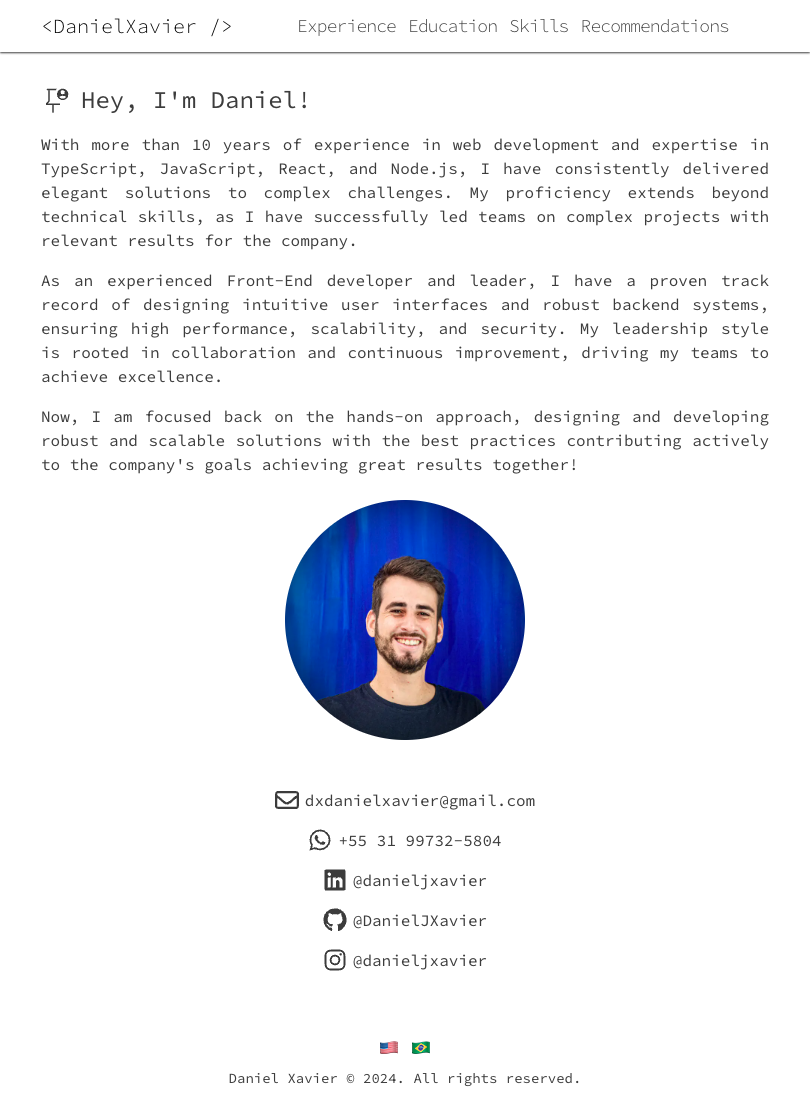 <DanielXavier />
Experience Education Skills Recommendations
Hey, I'm Daniel!
With more than 10 years of experience in web development and expertise in
TypeScript, JavaScript, React, and Node.js, I have consistently delivered
elegant solutions to complex challenges. My proficiency extends beyond
technical skills, as I have successfully led teams on complex projects with
relevant results for the company.
As an experienced Front-End developer and leader, I have a proven track
record of designing intuitive user interfaces and robust backend systems,
ensuring high performance, scalability, and security. My leadership style
is rooted in collaboration and continuous improvement, driving my teams to
achieve excellence.
Now, I am focused back on the hands-on approach, designing and developing
robust and scalable solutions with the best practices contributing actively
to the company's goals achieving great results together!
dxdanielxavier@gmail.com
+55 31 99732-5804
@danieljxavier
@DanielJXavier
@danieljxavier
Daniel Xavier © 2024. All rights reserved.